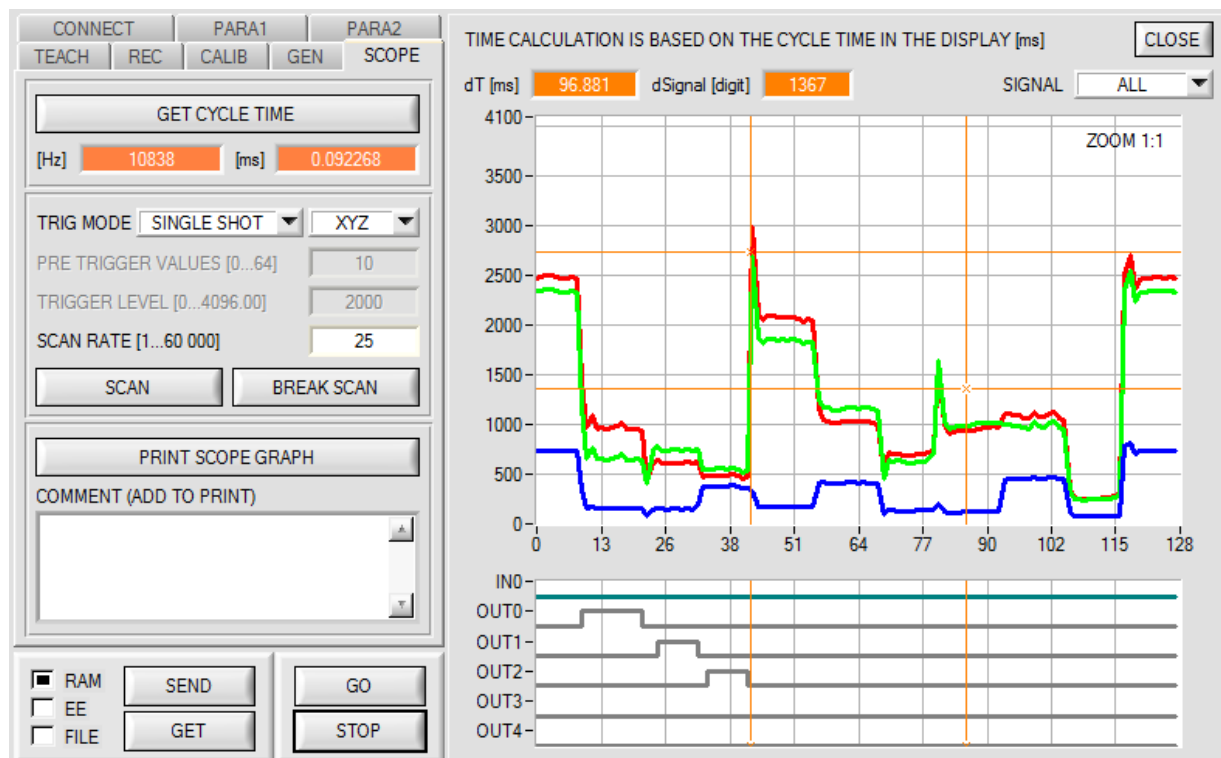 CONNECT PARA1 PARA2
TEACH REC CALIB GEN SCOPE
GET CYCLE TIME
[Hz] 10838 [ms] 0.092268
TRIG MODE SINGLE SHOT XYZ
PRE TRIGGER VALUES [0...64] 10
TRIGGER LEVEL [0...4096.00] 2000
SCAN RATE [1...60 000] 25
SCAN BREAK SCAN
PRINT SCOPE GRAPH
COMMENT (ADD TO PRINT)
RAM SEND GO
EE
FILE GET STOP
TIME CALCULATION IS BASED ON THE CYCLE TIME IN THE DISPLAY [ms] CLOSE
dT [ms] 96.881 dSignal [digit] 1367 SIGNAL ALL
ZOOM 1:1
4100
3500
3000
2500
2000
1500
1000
500
0
0 13 26 38 51 64 77 90 102 115 128
IN0
OUT0
OUT1
OUT2
OUT3
OUT4